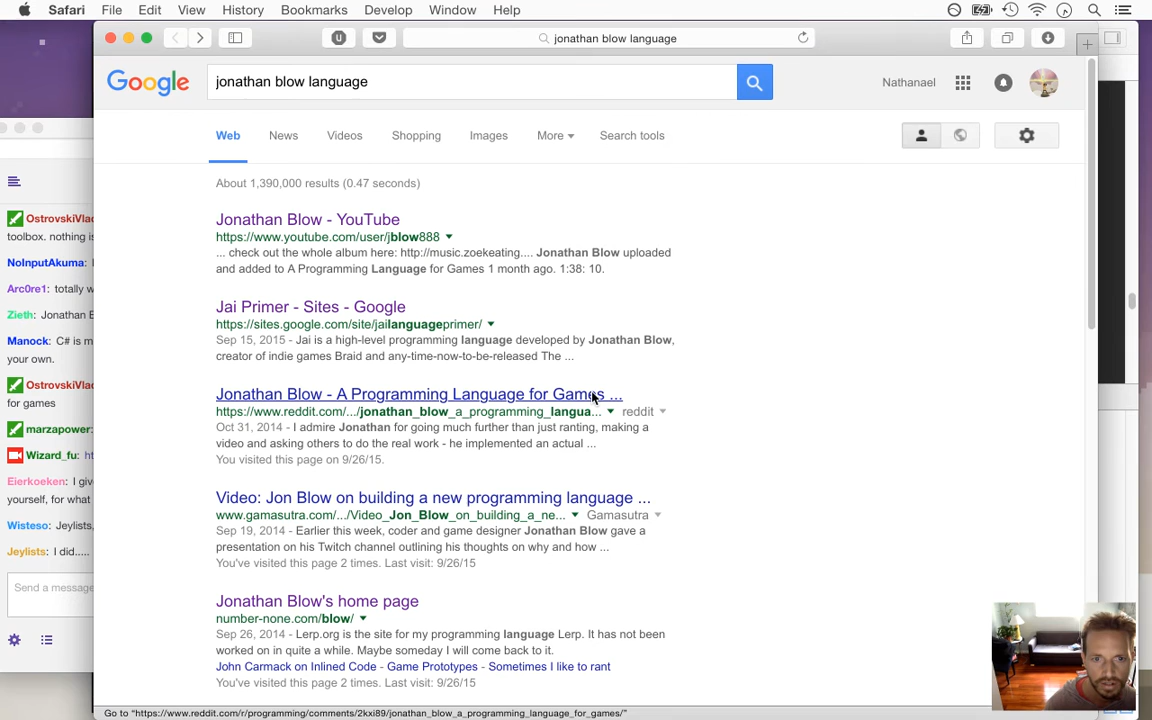 Safari File Edit View History Bookmarks Develop Window Help
jonathan blow language
Google jonathan blow language Nathanael
Web News Videos Shopping Images More Search tools
About 1,390,000 results (0.47 seconds)
Jonathan Blow - YouTube
https://www.youtube.com/user/jblow888
... check out the whole album here: http://music.zoekeating.... Jonathan Blow uploaded
and added to A Programming Language for Games 1 month ago. 1:38: 10.
Jai Primer - Sites - Google
https://sites.google.com/site/jailanguageprimer/
Sep 15, 2015 - Jai is a high-level programming language developed by Jonathan Blow,
creator of indie games Braid and any-time-now-to-be-released The ...
Jonathan Blow - A Programming Language for Games ...
https://www.reddit.com/.../jonathan_blow_a_programming_langua... reddit
Oct 31, 2014 - I admire Jonathan for going much further than just ranting, making a
video and asking others to do the real work - he implemented an actual ...
You visited this page on 9/26/15.
Video: Jon Blow on building a new programming language ...
www.gamasutra.com/.../Video_Jon_Blow_on_building_a_ne... Gamasutra
Sep 19, 2014 - Earlier this week, coder and game designer Jonathan Blow gave a
presentation on his Twitch channel outlining his thoughts on why and how ...
You've visited this page 2 times. Last visit: 9/26/15
Jonathan Blow's home page
number-none.com/blow/
Sep 26, 2014 - Lerp.org is the site for my programming language Lerp. It has not been
worked on in quite a while. Maybe someday I will come back to it.
John Carmack on Inlined Code - Game Prototypes - Sometimes I like to rant
You've visited this page 2 times. Last visit: 9/26/15
Go to "https://www.reddit.com/r/programming/comments/2kxi89/jonathan_blow_a_programming_language_for_games/"
OstrovskiVlad
toolbox. nothing is
NoInputAkuma:
Arc0re1: totally w
Zieth: Jonathan B
Manock: C# is m
your own.
OstrovskiVlad
for games
marzapower:
Wizard_fu: ht
Eierkoeken: I giv
yourself, for what
Wisteso: Jeylists,
Jeylists: I did.....
Send a message